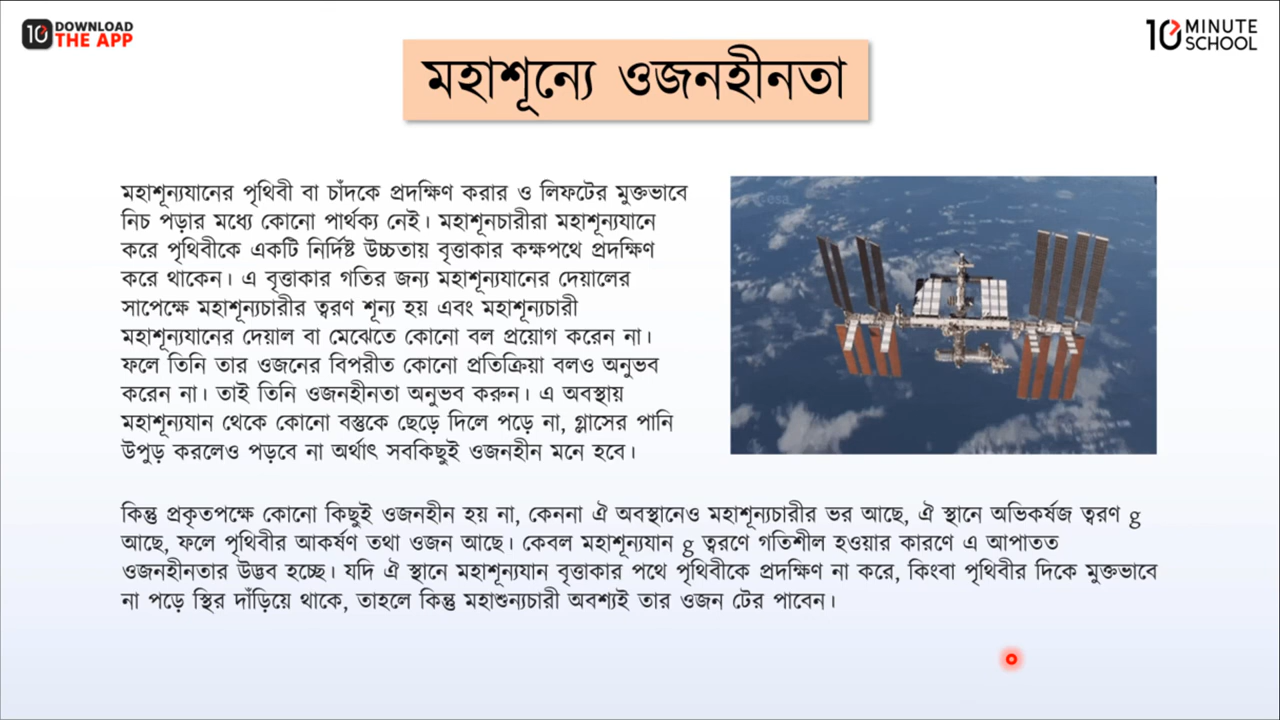 10 DOWNLOAD
THE APP
10 MINUTE
SCHOOL
মহাশূন্যে ওজনহীনতা
মহাশূন্যযানের পৃথিবী বা চাঁদকে প্রদক্ষিণ করার ও লিফটের মুক্তভাবে
নিচ পড়ার মধ্যে কোনো পার্থক্য নেই। মহাশূনচারীরা মহাশূন্যযানে
করে পৃথিবীকে একটি নির্দিষ্ট উচ্চতায় বৃত্তাকার কক্ষপথে প্রদক্ষিণ
করে থাকেন। এ বৃত্তাকার গতির জন্য মহাশূন্যযানের দেয়ালের
সাপেক্ষে মহাশূন্যচারীর ত্বরণ শূন্য হয় এবং মহাশূন্যচারী
মহাশূন্যযানের দেয়াল বা মেঝেতে কোনো বল প্রয়োগ করেন না।
ফলে তিনি তার ওজনের বিপরীত কোনো প্রতিক্রিয়া বলও অনুভব
করেন না। তাই তিনি ওজনহীনতা অনুভব করুন। এ অবস্থায়
মহাশূন্যযান থেকে কোনো বস্তুকে ছেড়ে দিলে পড়ে না, গ্লাসের পানি
উপুড় করলেও পড়বে না অর্থাৎ সবকিছুই ওজনহীন মনে হবে।
esa
কিন্তু প্রকৃতপক্ষে কোনো কিছুই ওজনহীন হয় না, কেননা ঐ অবস্থানেও মহাশূন্যচারীর ভর আছে, ঐ স্থানে অভিকর্ষজ ত্বরণ g
আছে, ফলে পৃথিবীর আকর্ষণ তথা ওজন আছে। কেবল মহাশূন্যযান g ত্বরণে গতিশীল হওয়ার কারণে এ আপাতত
ওজনহীনতার উদ্ভব হচ্ছে। যদি ঐ স্থানে মহাশূন্যযান বৃত্তাকার পথে পৃথিবীকে প্রদক্ষিণ না করে, কিংবা পৃথিবীর দিকে মুক্তভাবে
না পড়ে স্থির দাঁড়িয়ে থাকে, তাহলে কিন্তু মহাশুন্যচারী অবশ্যই তার ওজন টের পাবেন।